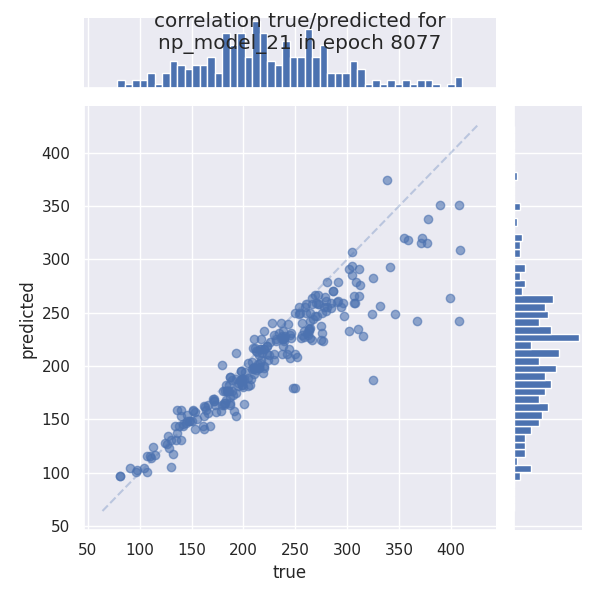 correlation true/predicted for
np_model_21 in epoch 8077
400
350
300
250
200
150
100
50
predicted
50 100 150 200 250 300 350 400
true